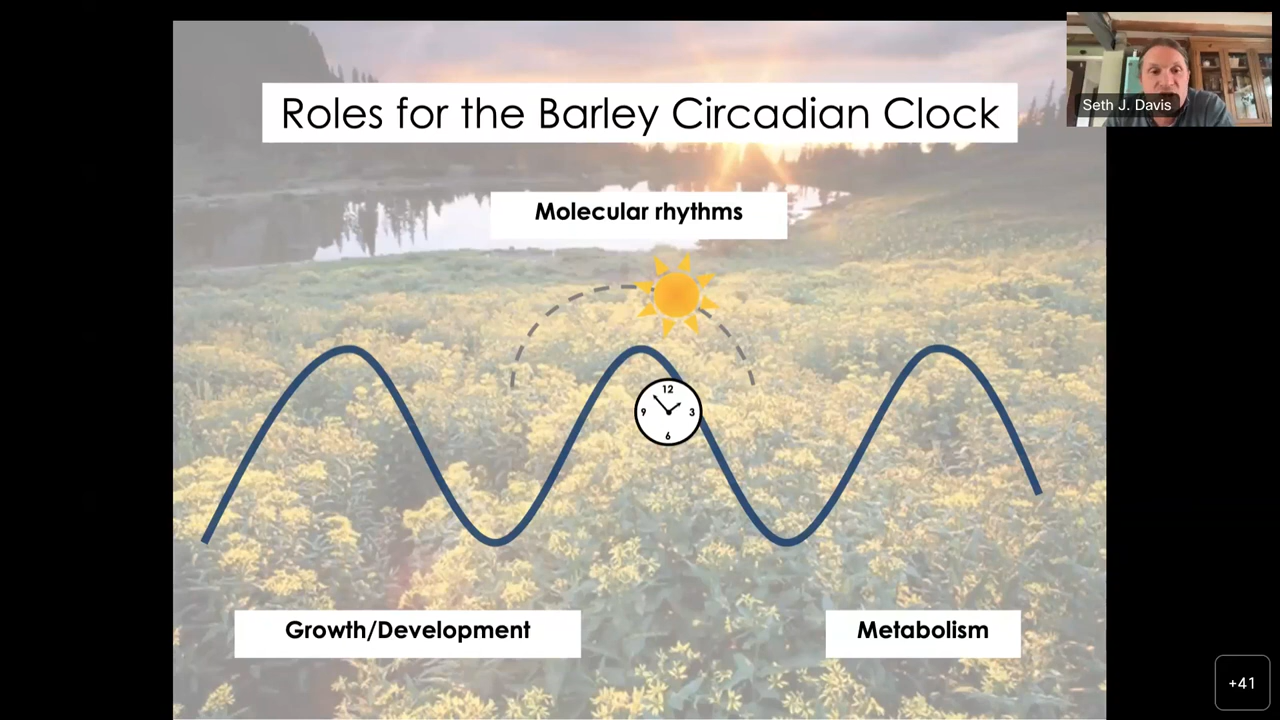 Roles for the Barley Circadian Clock
Seth J. Davis
Molecular rhythms
12
9 3
6
Growth/Development
Metabolism
+41